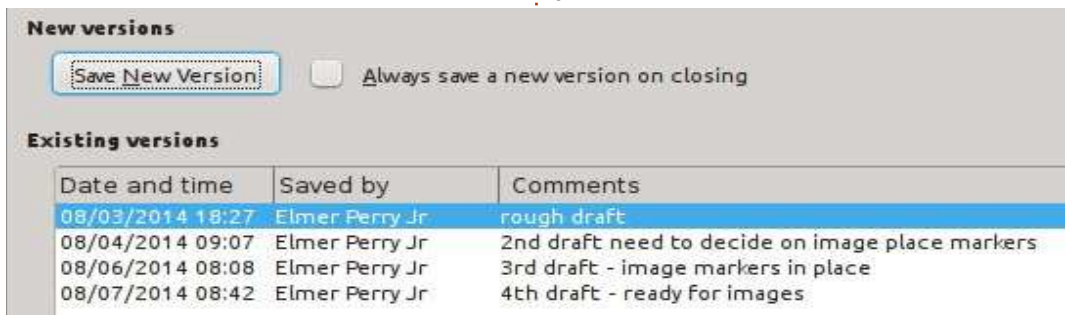 New versions
Save New Version Always save a new version on closing
Existing versions
Date and time Saved by Comments
08/03/2014 18:27 Elmer Perry Jr rough draft
08/04/2014 09:07 Elmer Perry Jr 2nd draft need to decide on image place markers
08/06/2014 08:08 Elmer Perry Jr 3rd draft - image markers in place
08/07/2014 08:42 Elmer Perry Jr 4th draft - ready for images